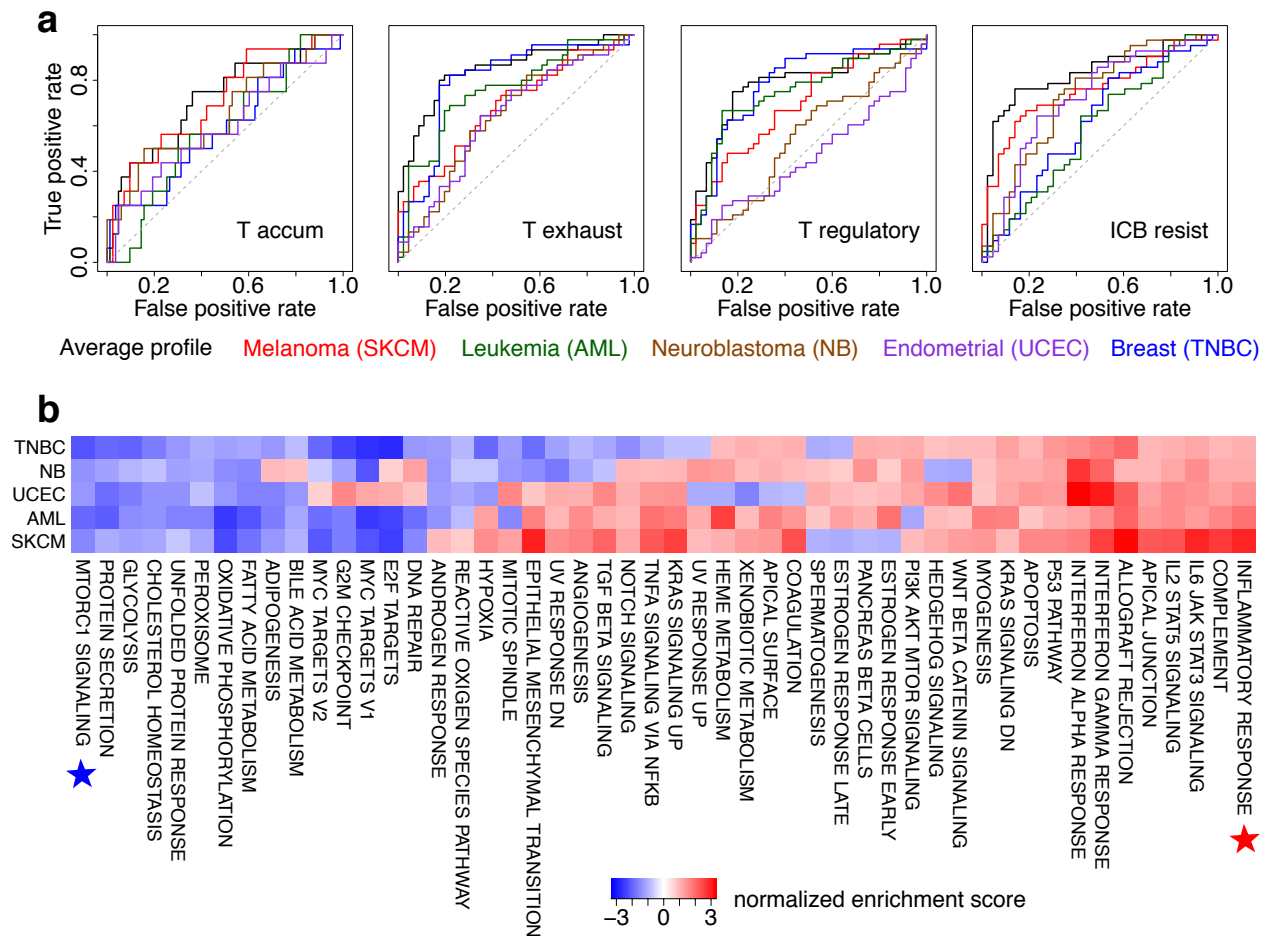 a
True positive rate
0.0 0.4 0.8
T accum
T exhaust
T regulatory
ICB resist
0.2 0.6 1.0
0.2 0.6 1.0
0.2 0.6 1.0
0.2 0.6 1.0
False positive rate
False positive rate
False positive rate
False positive rate
Average profile Melanoma (SKCM) Leukemia (AML) Neuroblastoma (NB) Endometrial (UCEC) Breast (TNBC)
b
TNBC
NB
UCEC
AML
SKCM
MTORC1 SIGNALING
PROTEIN SECRETION
GLYCOLYSIS
CHOLESTEROL HOMEOSTASIS
UNFOLDED PROTEIN RESPONSE
PEROXISOME
OXIDATIVE PHOSPHORYLATION
FATTY ACID METABOLISM
ADIPOGENESIS
BILE ACID METABOLISM
MYC TARGETS V2
G2M CHECKPOINT
MYC TARGETS V1
E2F TARGETS
DNA REPAIR
ANDROGEN RESPONSE
REACTIVE OXIGEN SPECIES PATHWAY
HYPOXIA
MITOTIC SPINDLE
EPITHELIAL MESENCHYMAL TRANSITION
UV RESPONSE DN
ANGIOGENESIS
TGF BETA SIGNALING
NOTCH SIGNALING
TNFA SIGNALING VIA NFKB
KRAS SIGNALING UP
UV RESPONSE UP
HEME METABOLISM
XENOBIOTIC METABOLISM
APICAL SURFACE
COAGULATION
SPERMATOGENESIS
ESTROGEN RESPONSE LATE
PANCREAS BETA CELLS
ESTROGEN RESPONSE EARLY
PI3K AKT MTOR SIGNALING
HEDGEHOG SIGNALING
WNT BETA CATENIN SIGNALING
MYOGENESIS
KRAS SIGNALING DN
APOPTOSIS
P53 PATHWAY
INTERFERON ALPHA RESPONSE
INTERFERON GAMMA RESPONSE
ALLOGRAFT REJECTION
APICAL JUNCTION
IL2 STAT5 SIGNALING
IL6 JAK STAT3 SIGNALING
COMPLEMENT
INFLAMMATORY RESPONSE
−3 0 3
normalized enrichment score